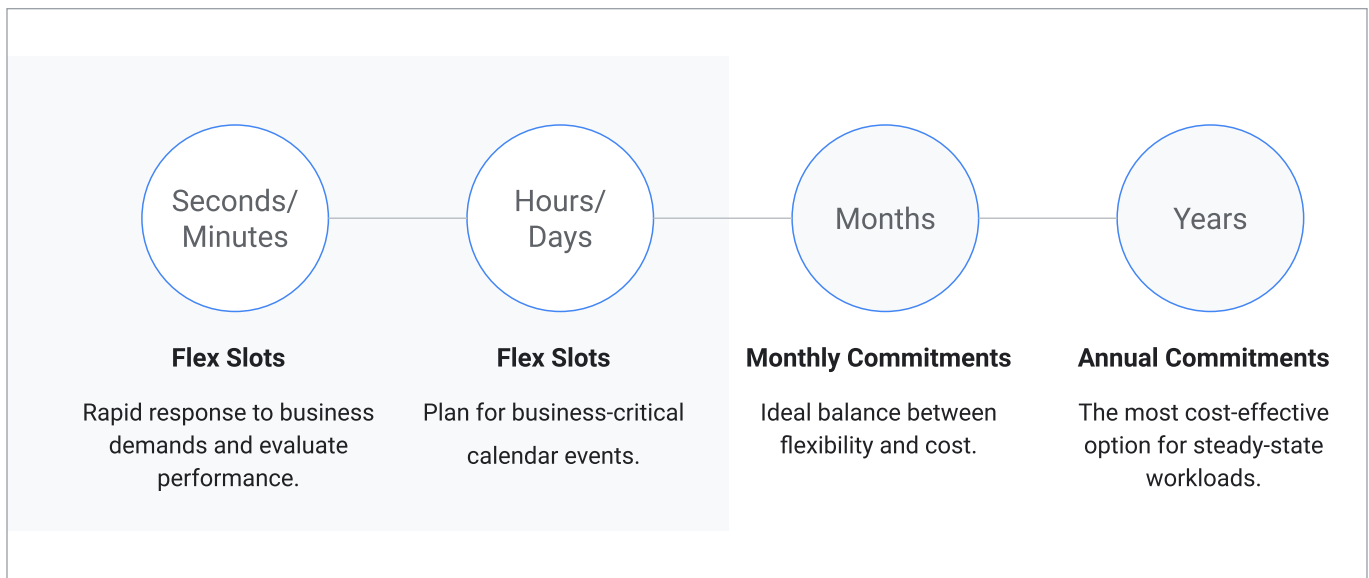 Seconds/
Minutes
Flex Slots
Rapid response to business
demands and evaluate
performance.
Hours/
Days
Flex Slots
Plan for business-critical
calendar events.
Months
Monthly Commitments
Ideal balance between
flexibility and cost.
Years
Annual Commitments
The most cost-effective
option for steady-state
workloads.